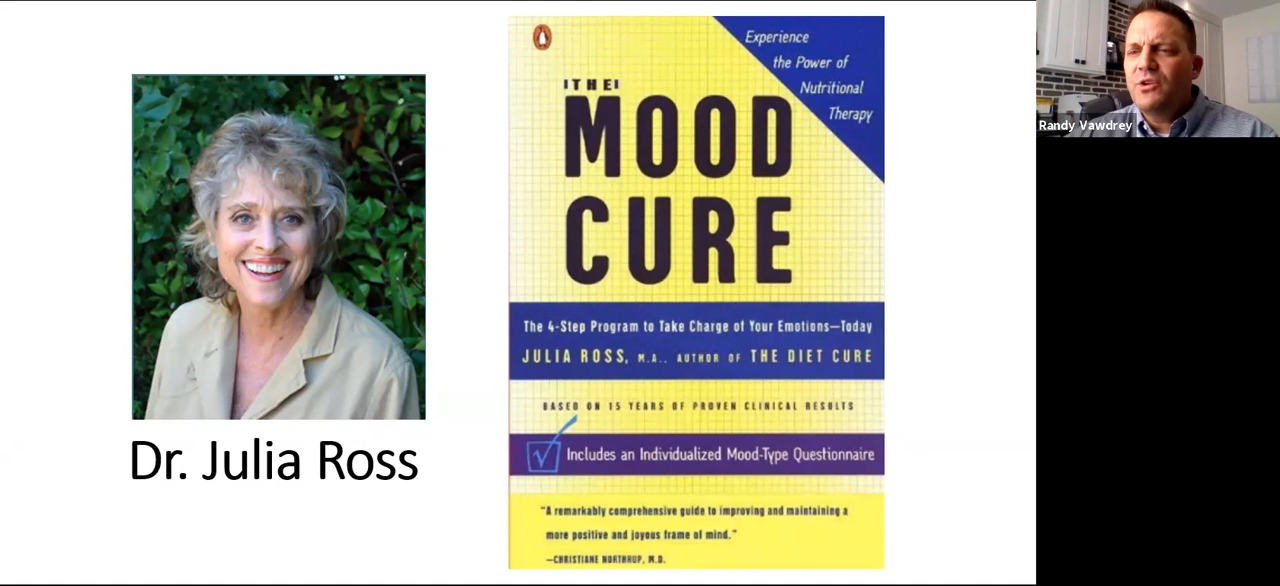 Experience
the Power of
Nutritional
Therapy
THE
MOOD
CURE
The 4-Step Program to Take Charge of Your Emotions—Today
JULIA ROSS, M.A., AUTHOR OF THE DIET CURE
BASED ON 15 YEARS OF PROVEN CLINICAL RESULTS
Includes an Individualized Mood-Type Questionnaire
"A remarkably comprehensive guide to improving and maintaining a
more positive and joyous frame of mind."
—CHRISTIANE NORTHRUP, M.D.
Dr. Julia Ross
Randy Vawdrey